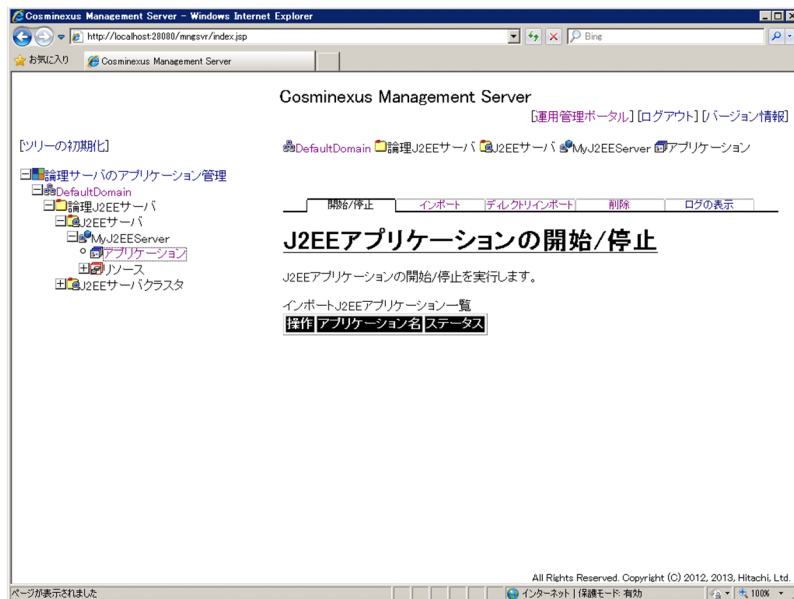 Cosminexus Management Server - Windows Internet Explorer
http://localhost:28080/mngsvr/index.jsp
Bing
お気に入り
Cosminexus Management Server
Cosminexus Management Server
[運用管理ポータル] [ログアウト] [バージョン情報]
[ツリーの初期化]
DefaultDomain 論理J2EEサーバ J2EEサーバ MyJ2EEServer アプリケーション
論理サーバのアプリケーション管理
DefaultDomain
論理J2EEサーバ
J2EEサーバ
MyJ2EEServer
アプリケーション
リソース
J2EEサーバクラスタ
開始/停止 インポート ディレクトリインポート 削除 ログの表示
J2EEアプリケーションの開始/停止
J2EEアプリケーションの開始/停止を実行します。
インポートJ2EEアプリケーション一覧
操作 アプリケーション名 ステータス
All Rights Reserved. Copyright (C) 2012, 2013, Hitachi, Ltd.
ページが表示されました
インターネット | 保護モード: 有効
100%